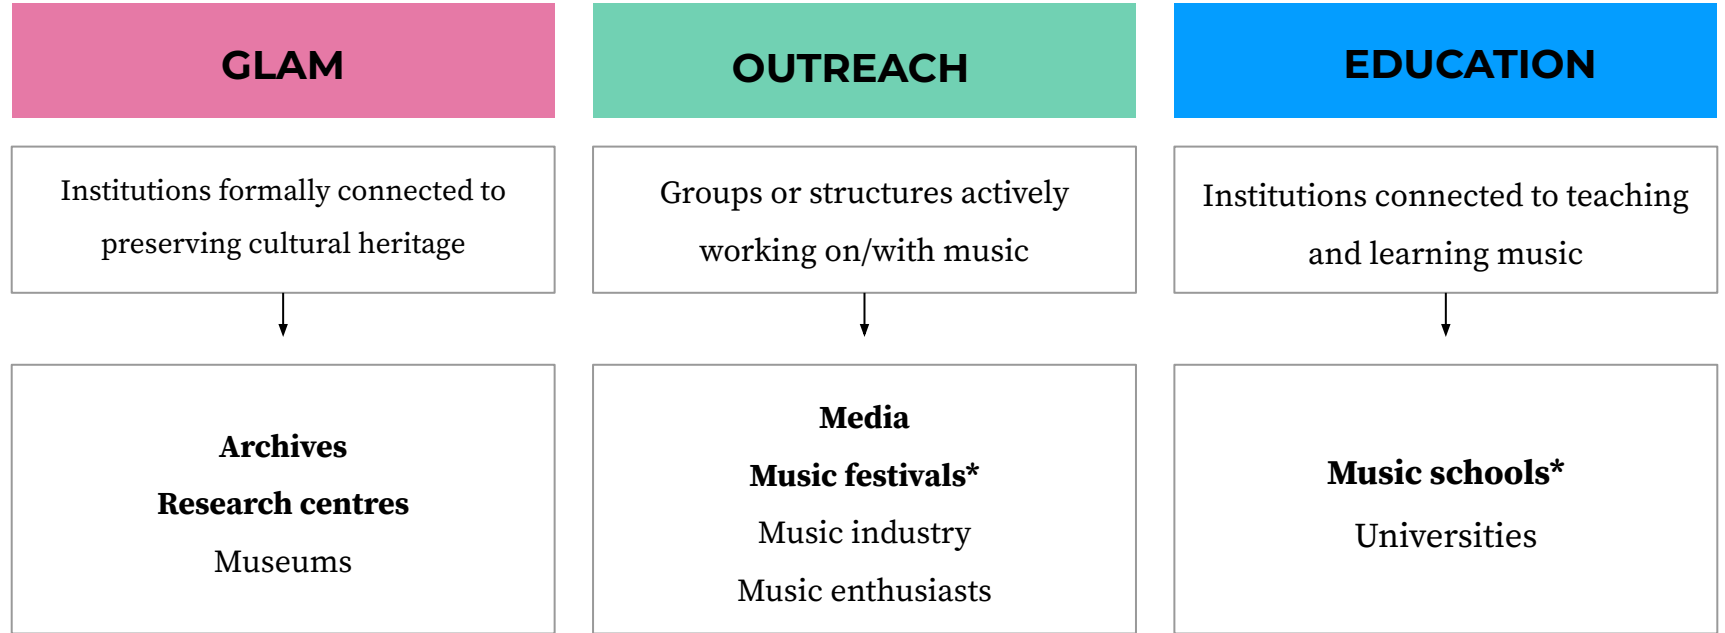 GLAM
Institutions formally connected to
preserving cultural heritage
Archives
Research centres
Museums
OUTREACH
Groups or structures actively
working on/with music
Media
Music festivals*
Music industry
Music enthusiasts
EDUCATION
Institutions connected to teaching
and learning music
Music schools*
Universities